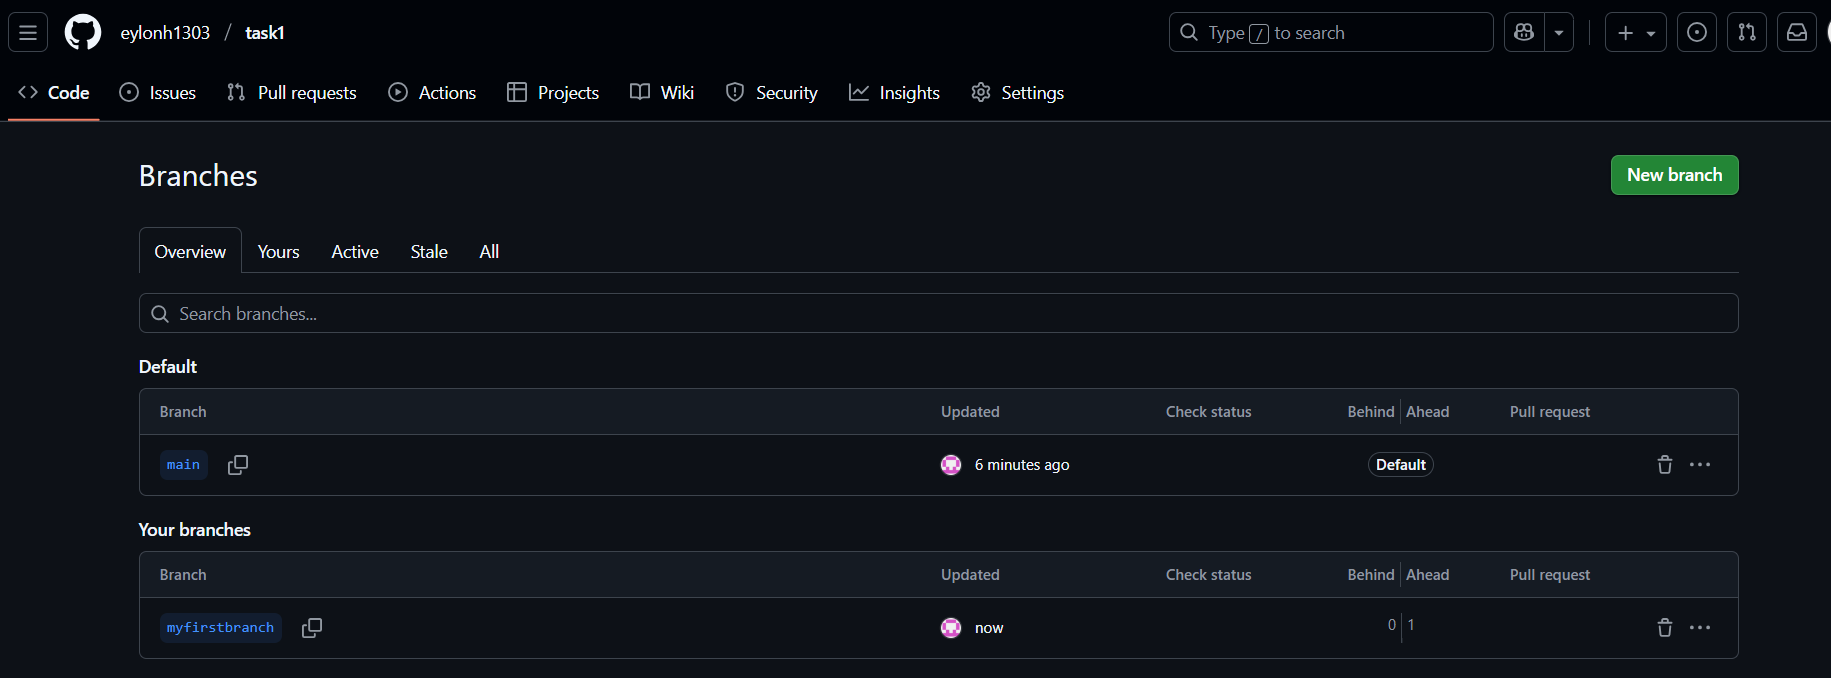 eylonh1303 / task1
Type / to search
Code Issues Pull requests Actions Projects Wiki Security Insights Settings
Branches
New branch
Overview Yours Active Stale All
Search branches...
Default
Branch Updated Check status Behind Ahead Pull request
main 6 minutes ago Default
Your branches
Branch Updated Check status Behind Ahead Pull request
myfirstbranch now 0 1